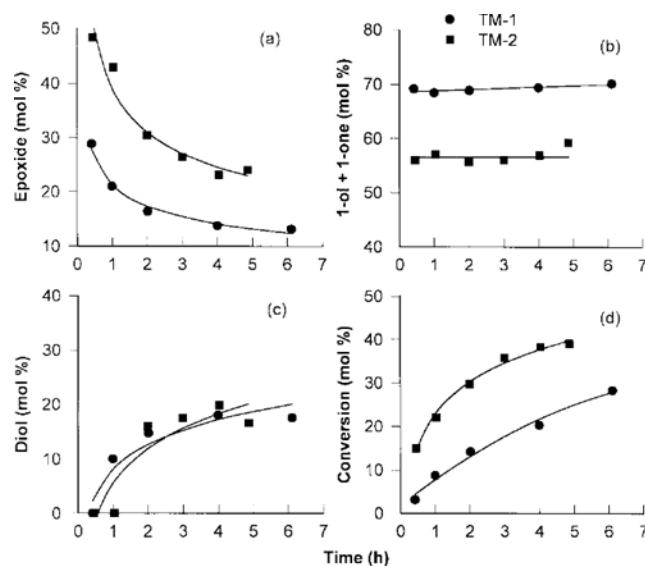 TM-1
TM-2
(a)
Epoxide (mol %)
50
40
30
20
10
0 1 2 3 4 5 6 7
(b)
1-ol + 1-one (mol %)
80
70
60
50
40
0 1 2 3 4 5 6 7
(c)
Diol (mol %)
40
30
20
10
0
0 1 2 3 4 5 6 7
(d)
Conversion (mol %)
50
40
30
20
10
0
0 1 2 3 4 5 6 7
Time (h)